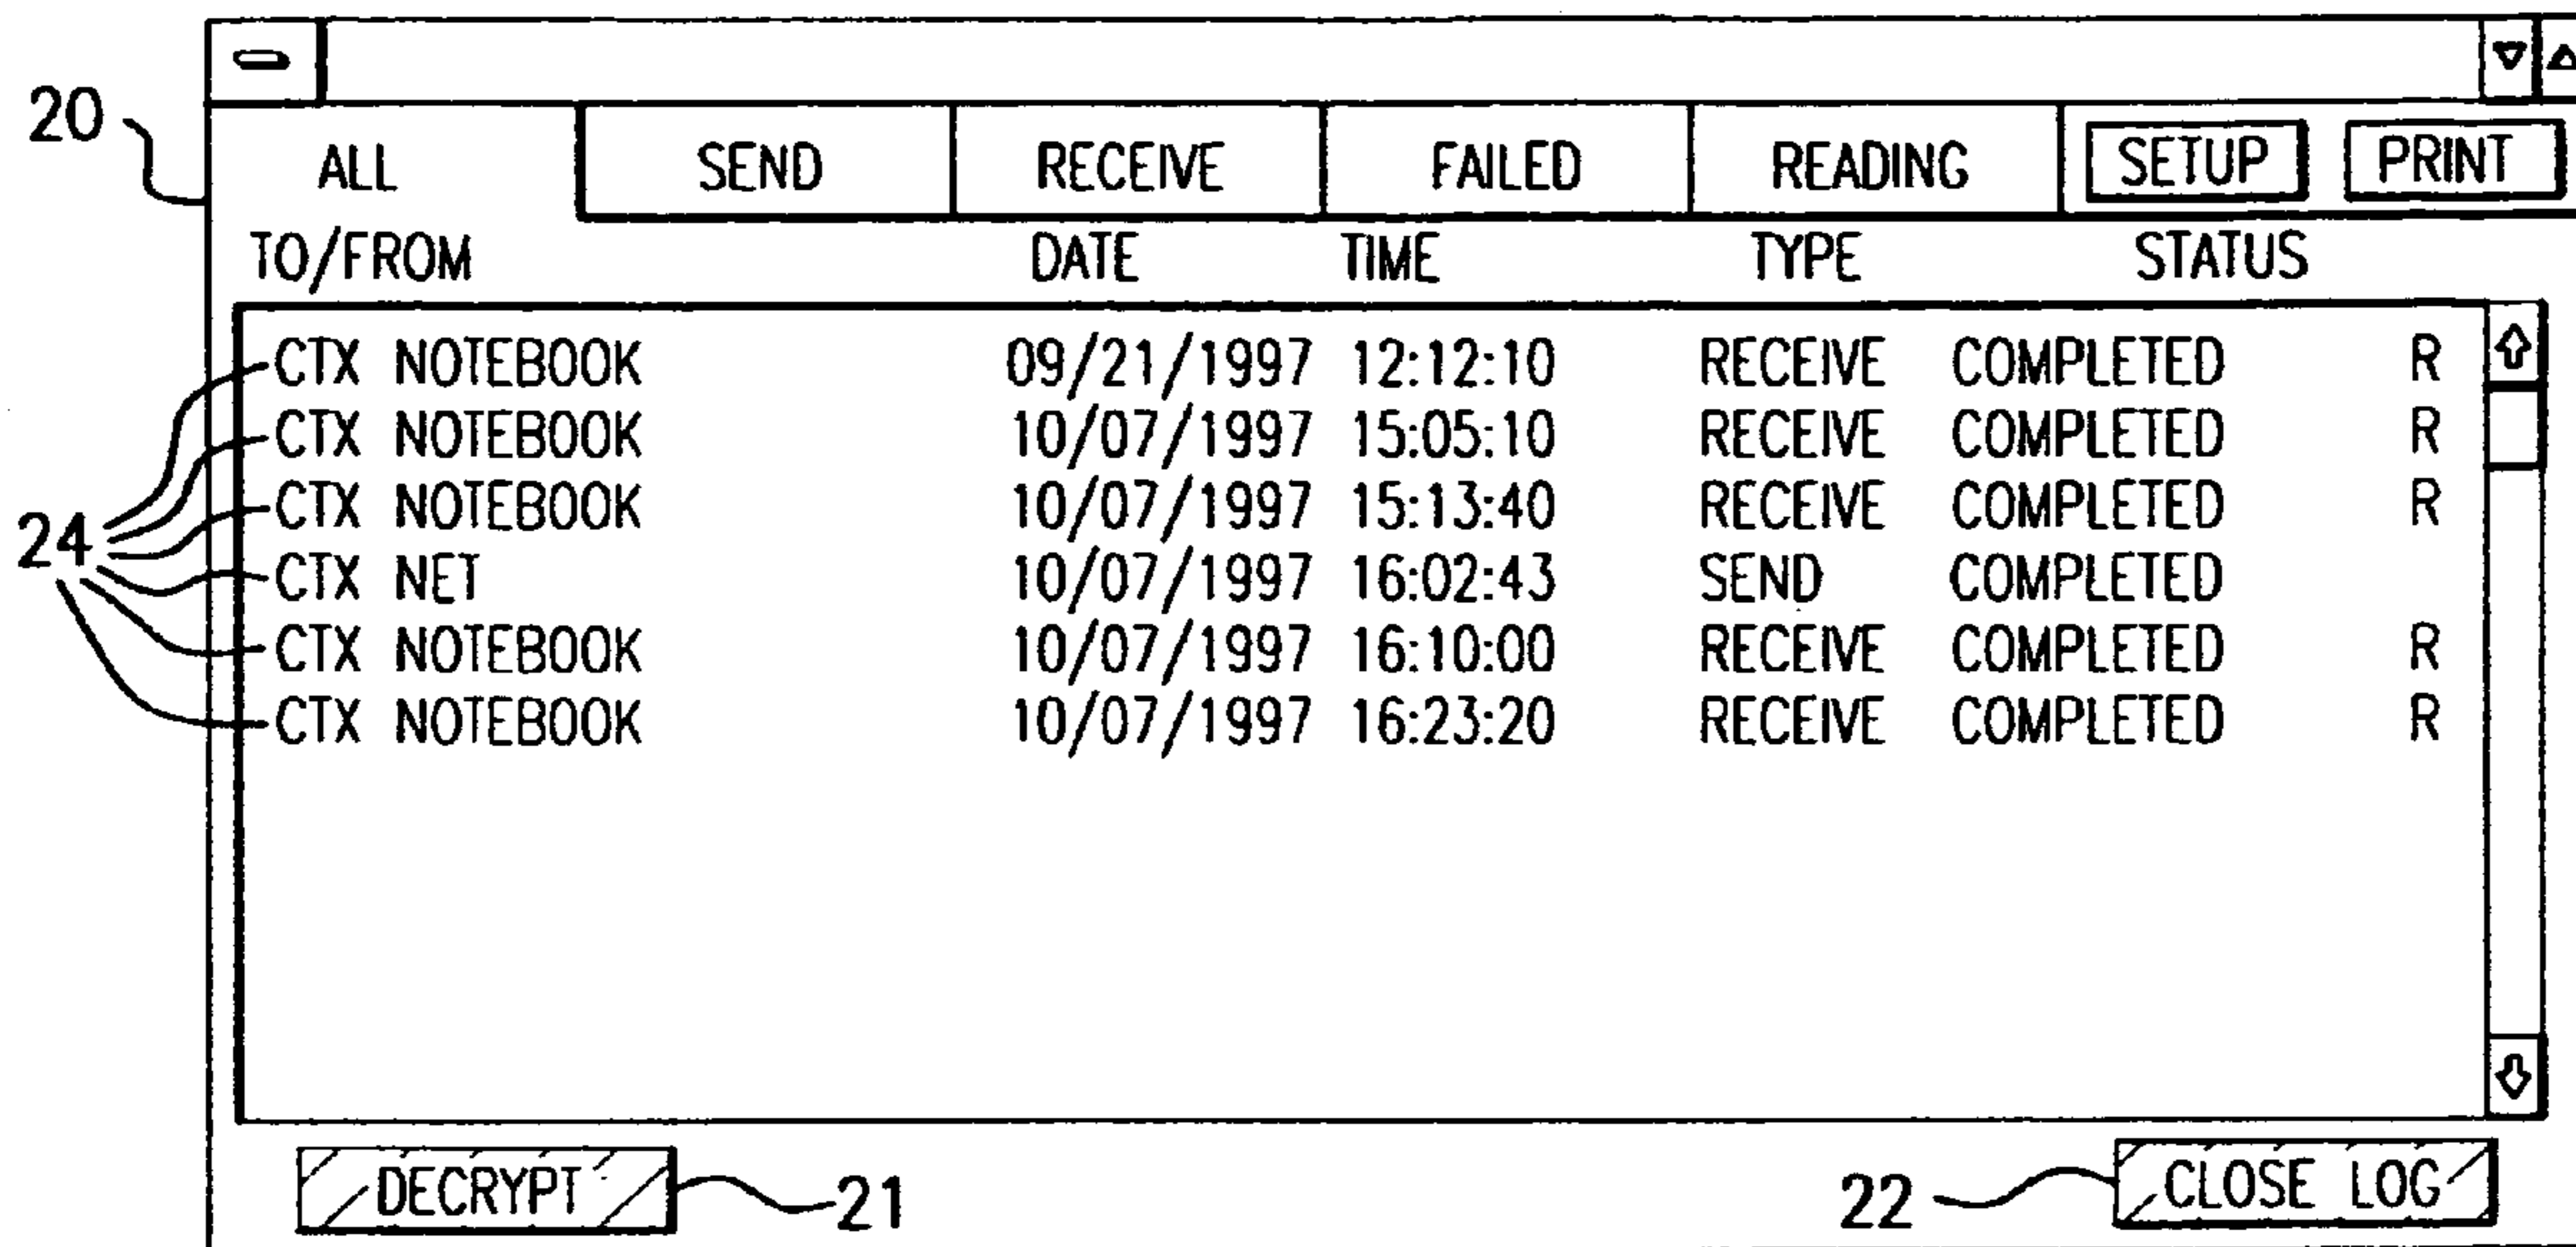 20
ALL SEND RECEIVE FAILED READING SETUP PRINT
TO/FROM DATE TIME TYPE STATUS
CTX NOTEBOOK 09/21/1997 12:12:10 RECEIVE COMPLETED R
CTX NOTEBOOK 10/07/1997 15:05:10 RECEIVE COMPLETED R
CTX NOTEBOOK 10/07/1997 15:13:40 RECEIVE COMPLETED R
24 CTX NET 10/07/1997 16:02:43 SEND COMPLETED
CTX NOTEBOOK 10/07/1997 16:10:00 RECEIVE COMPLETED R
CTX NOTEBOOK 10/07/1997 16:23:20 RECEIVE COMPLETED R
DECRYPT 21 22 CLOSE LOG